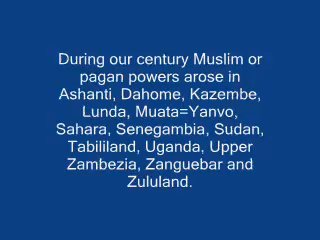 During our century Muslim or
pagan powers arose in
Ashanti, Dahome, Kazembe,
Lunda, Muata=Yanvo,
Sahara, Senegambia, Sudan,
Tabililand, Uganda, Upper
Zambezia, Zanguebar and
Zululand.